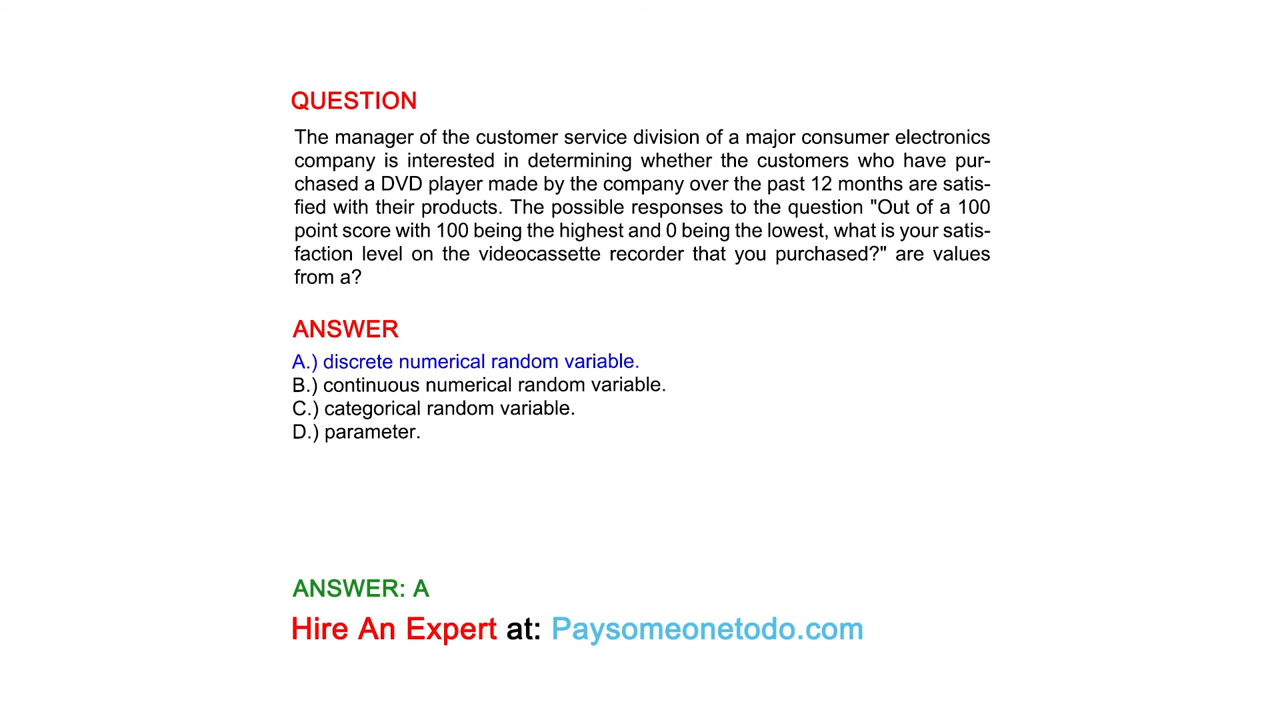 QUESTION
The manager of the customer service division of a major consumer electronics
company is interested in determining whether the customers who have pur-
chased a DVD player made by the company over the past 12 months are satis-
fied with their products. The possible responses to the question "Out of a 100
point score with 100 being the highest and 0 being the lowest, what is your satis-
faction level on the videocassette recorder that you purchased?" are values
from a?
ANSWER
A.) discrete numerical random variable.
B.) continuous numerical random variable.
C.) categorical random variable.
D.) parameter.
ANSWER: A
Hire An Expert at: Paysomeonetodo.com